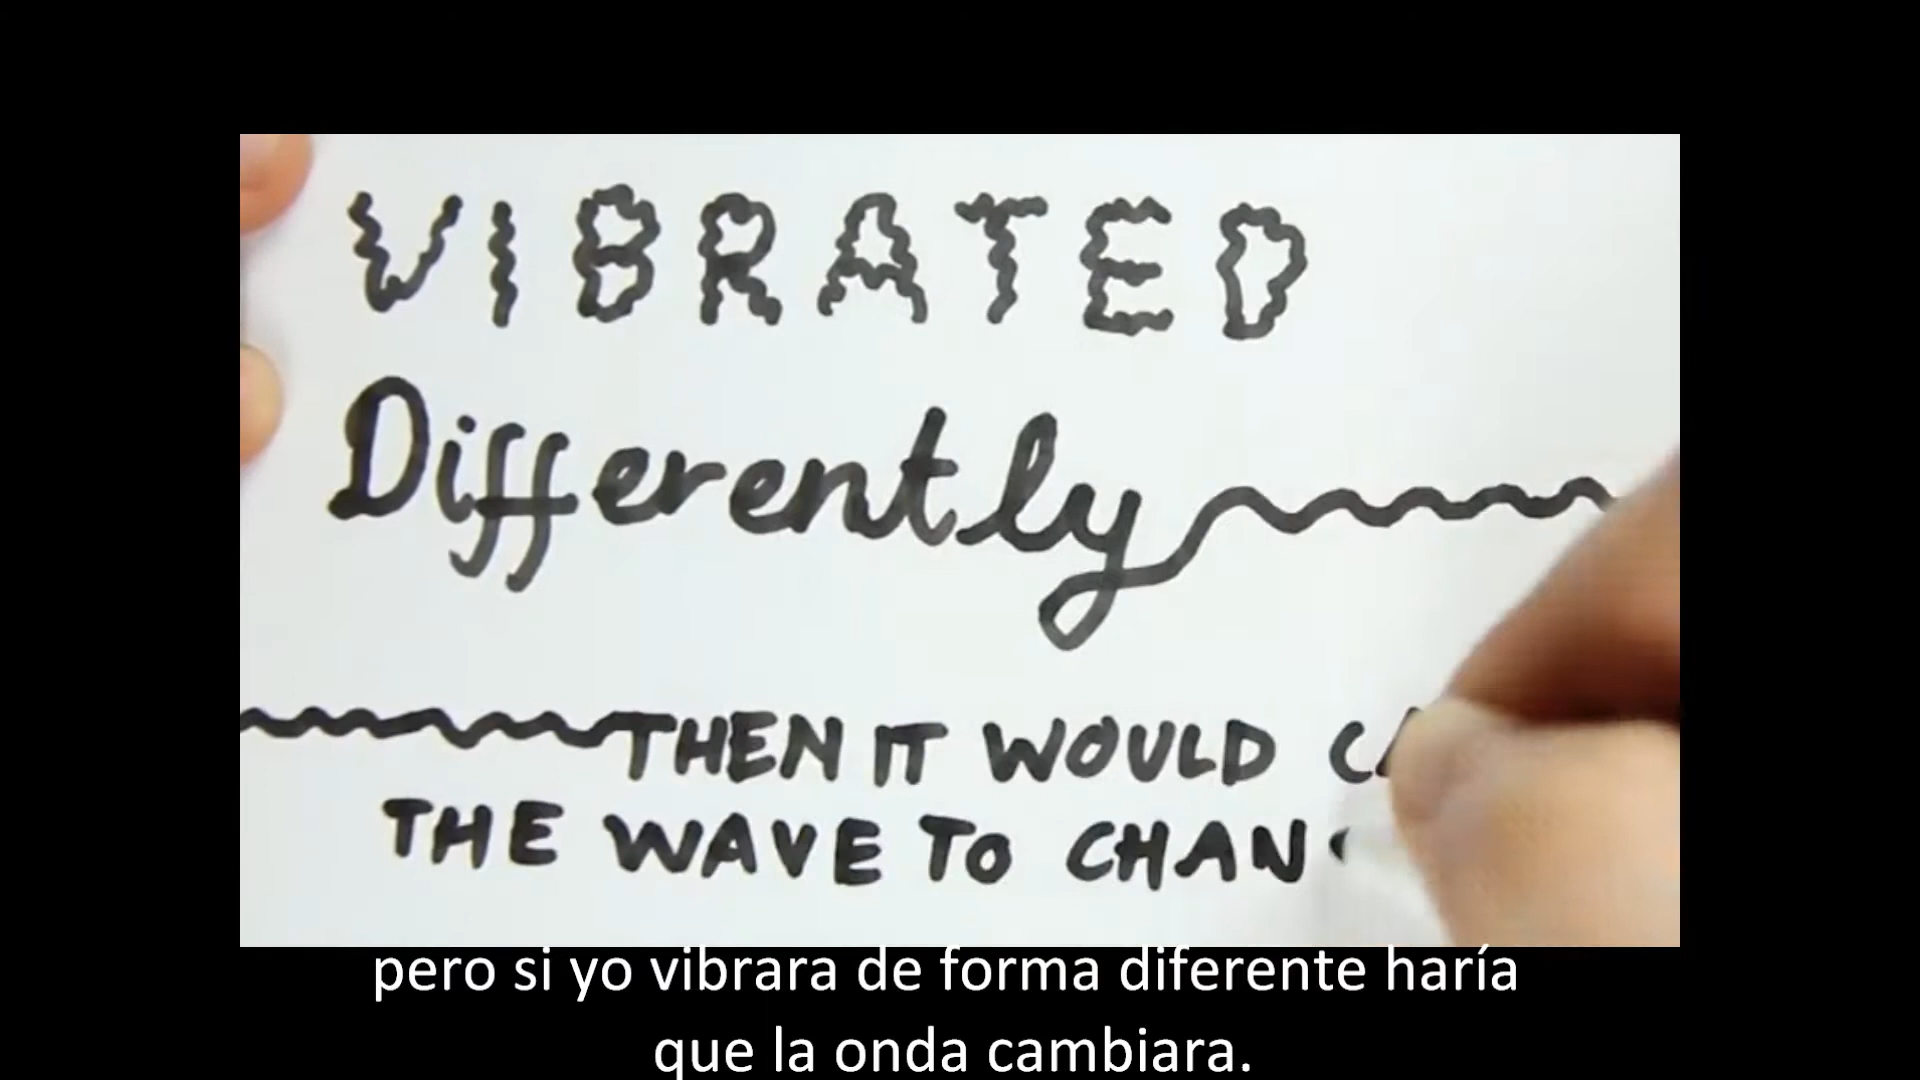 VIBRATED
Differently
THEN IT WOULD
THE WAVE TO
pero si yo vibrara de forma diferente haría
que la onda cambiara.